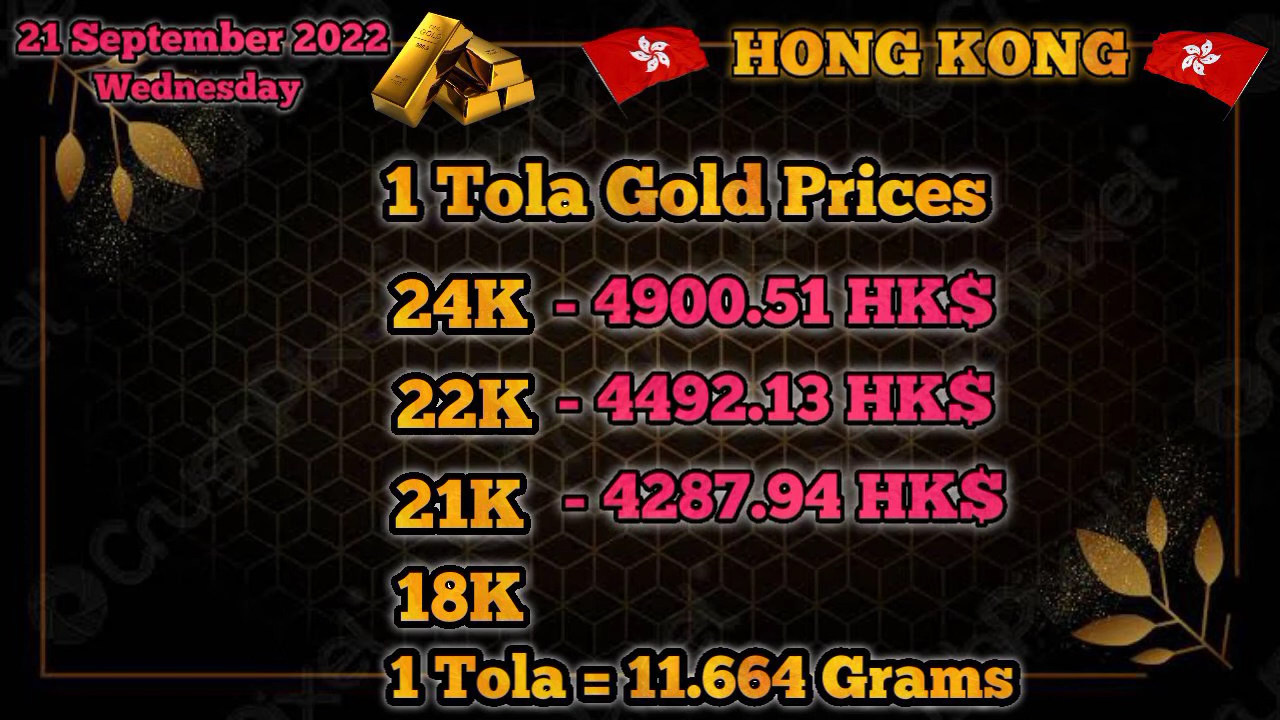 21 September 2022
Wednesday
HONG KONG
1 Tola Gold Prices
24K - 4900.51 HK$
22K - 4492.13 HK$
21K - 4287.94 HK$
18K
1 Tola = 11.664 Grams